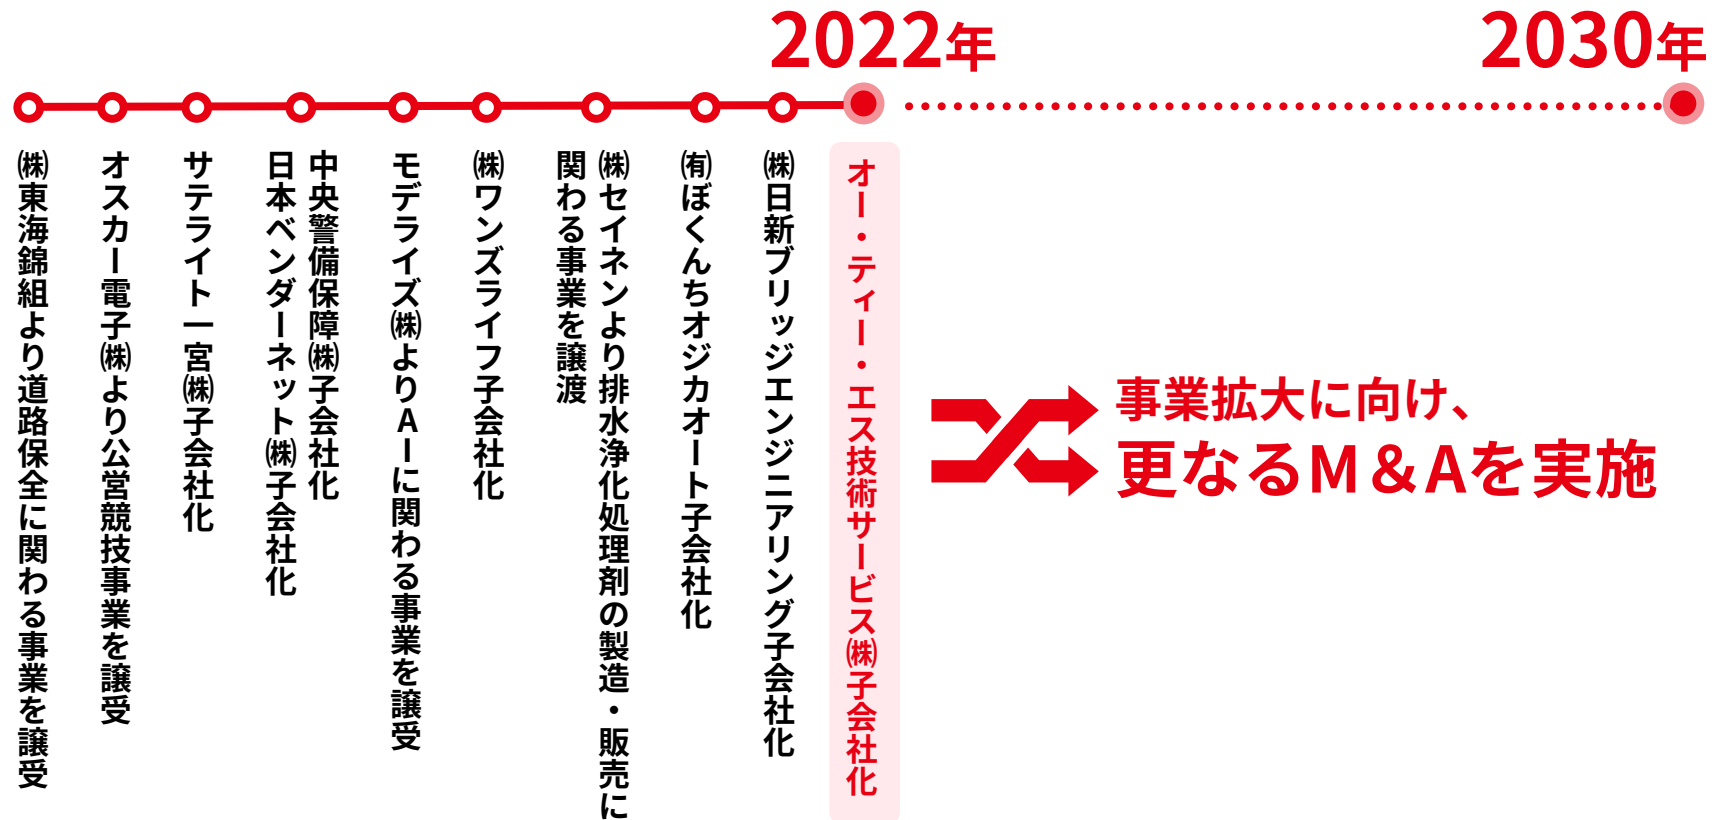 2022年
2030年
㈱東海錦組より道路保全に関わる事業を譲受
オスカー電子㈱より公営競技事業を譲受
サテライト一宮㈱子会社化
中央警備保障㈱子会社化
日本ベンダーネット㈱子会社化
モデライズ㈱よりAIに関わる事業を譲受
㈱ワンズライフ子会社化
㈱セイネンより排水浄化処理剤の製造・販売に
関わる事業を譲渡
㈲ぼくんちオジカオート子会社化
㈱日新ブリッジエンジニアリング子会社化
オー・ティー・エス技術サービス㈱子会社化
事業拡大に向け、
更なるM&Aを実施